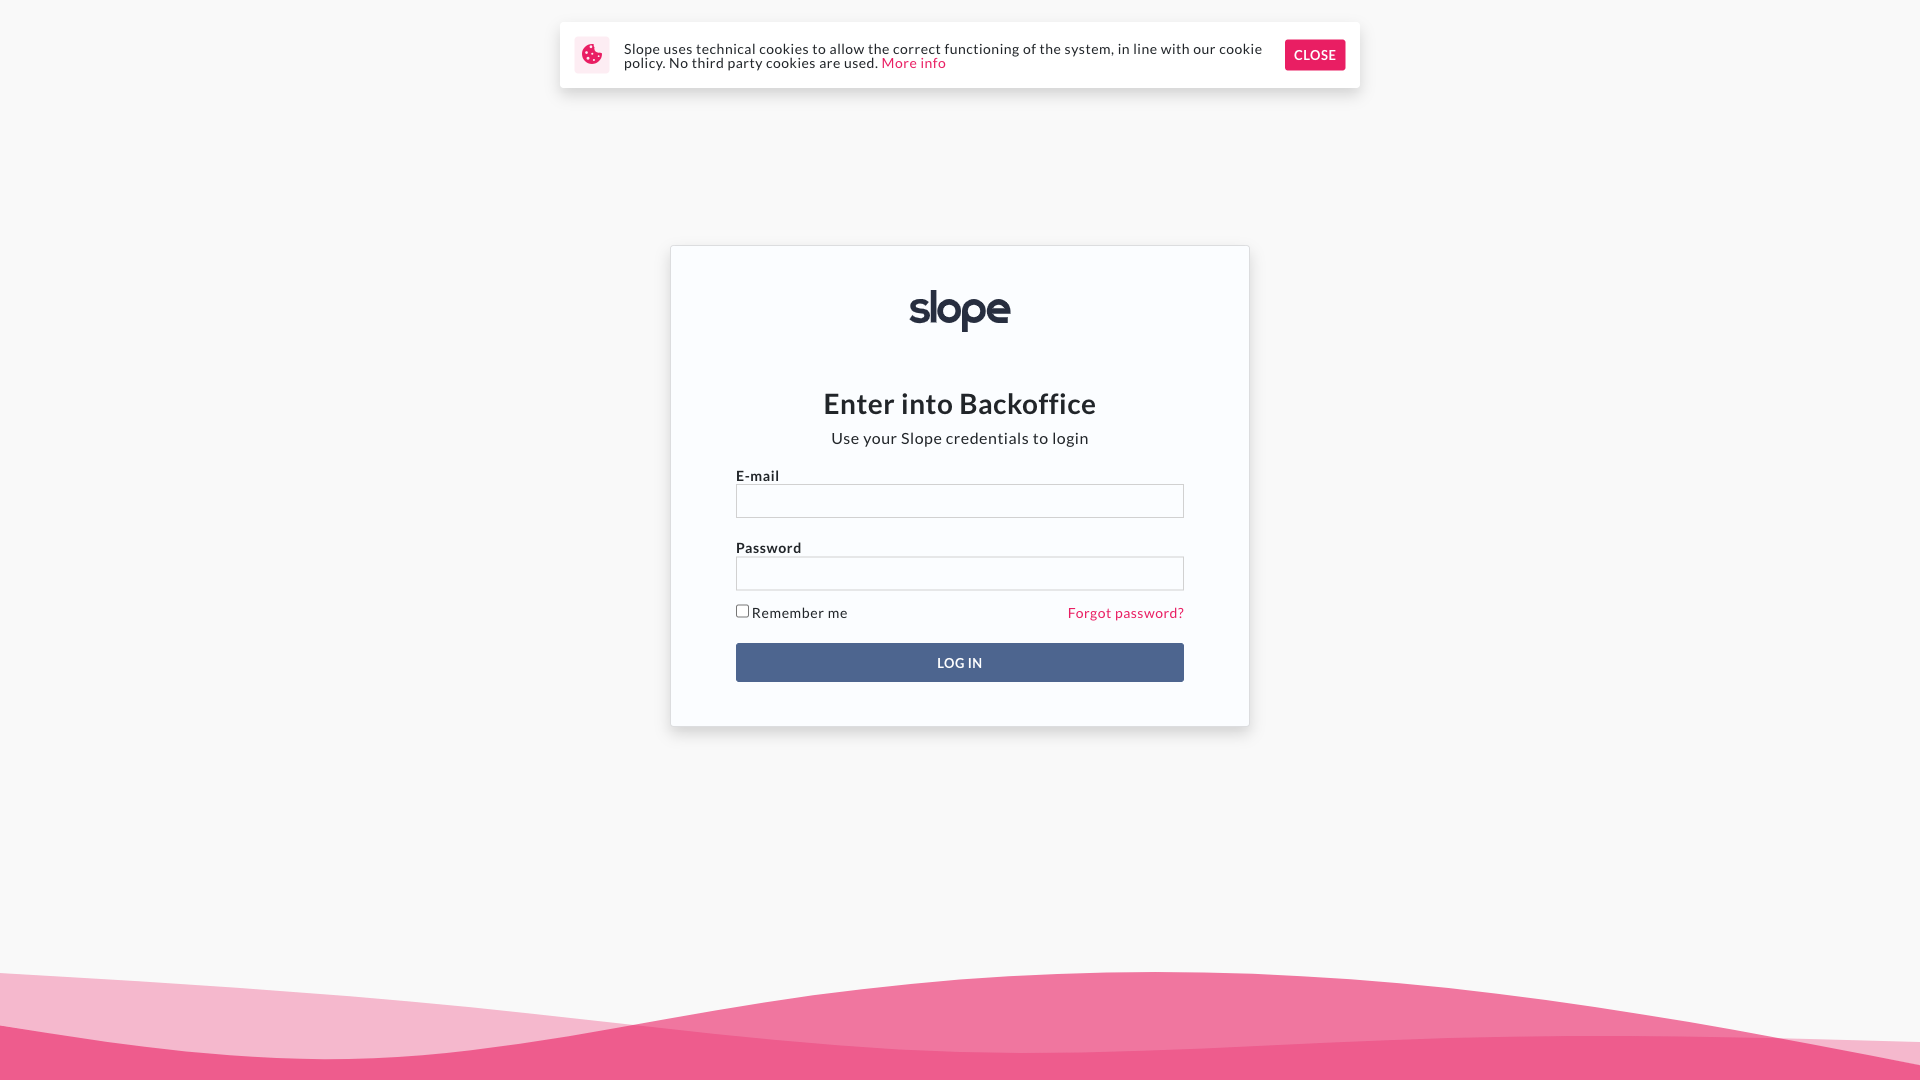 Slope uses technical cookies to allow the correct functioning of the system, in line with our cookie
policy. No third party cookies are used. More info
CLOSE
slope
Enter into Backoffice
Use your Slope credentials to login
E-mail
Password
Remember me
Forgot password?
LOG IN